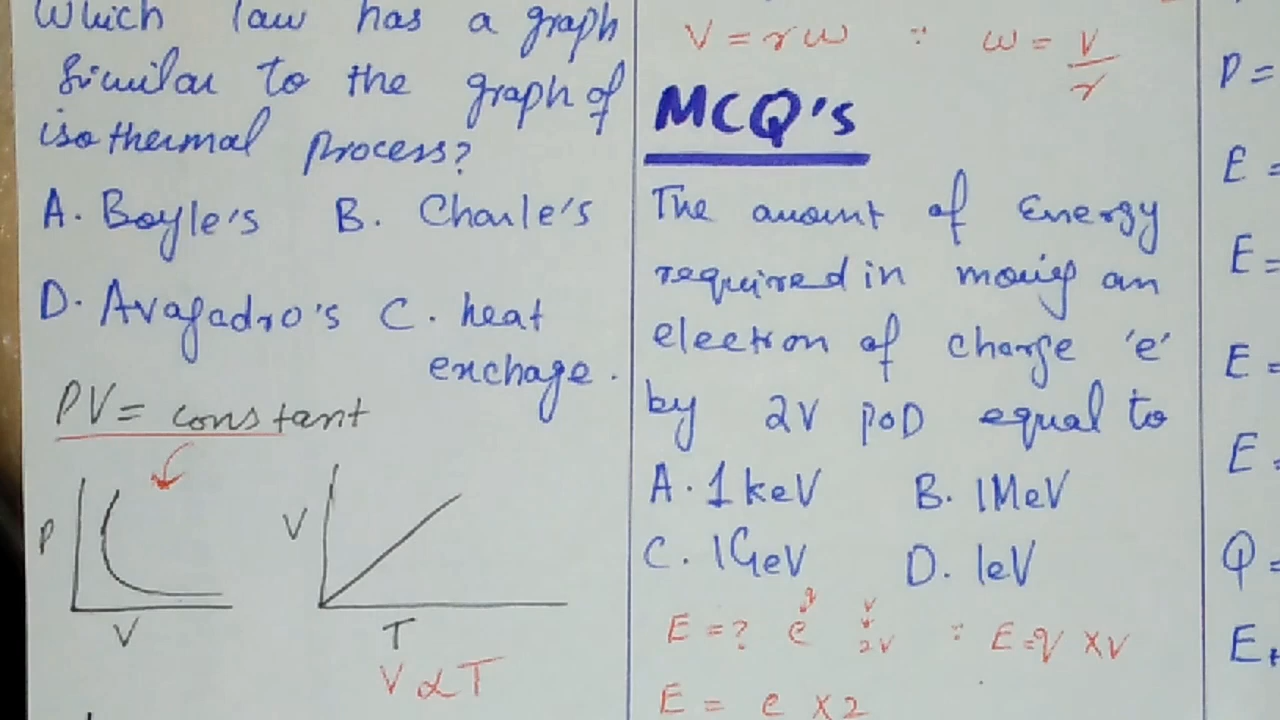 Which law has a graph
similar to the graph of
isothermal process?
A. Boyle's B. Charle's
D. Avagadro's C. heat
exchage.
PV = constant
P
V
V
T
V ∝ T
V = rω ∵ ω = v/r
MCQ's
The amount of Energy
required in moving an
electron of charge 'e'
by 2V PoD equal to
A. 1 keV B. 1MeV
C. 1GeV D. 1eV
q V
E = ? e 2V ∵ E = q × V
E = e × 2
P =
E =
E =
E =
E =
Q =